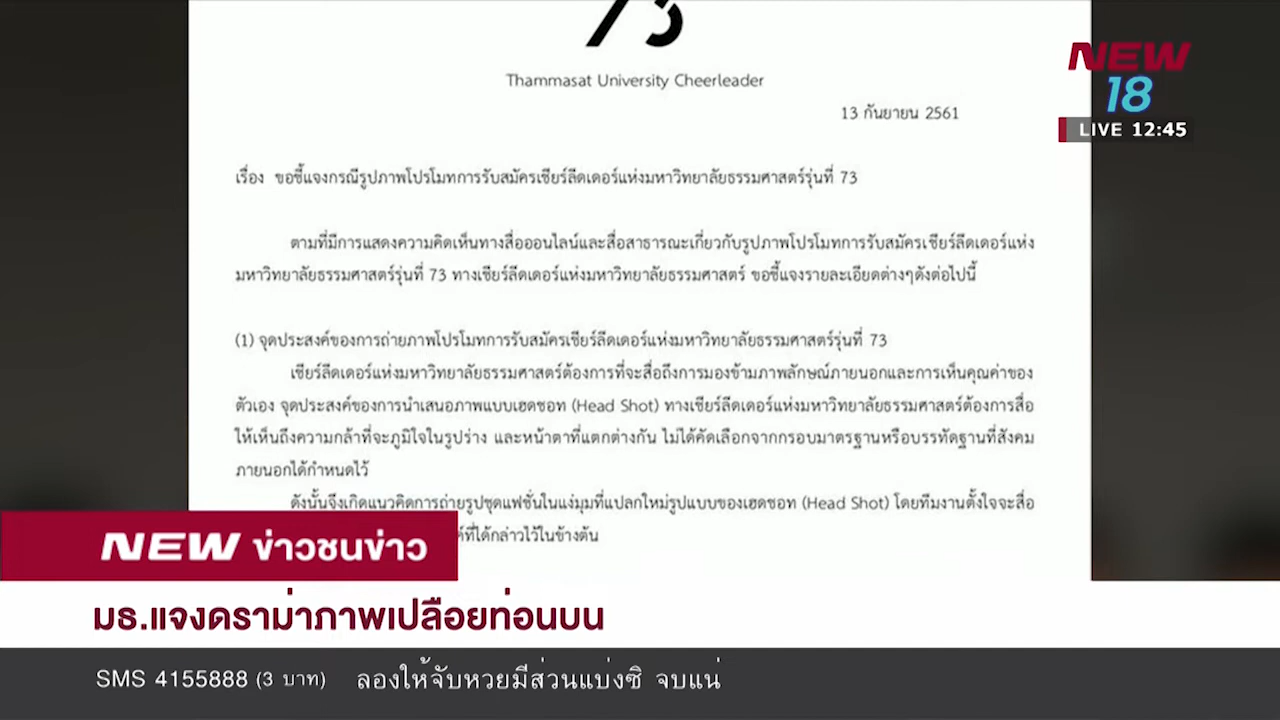 73
Thammasat University Cheerleader
13 กันยายน 2561
เรื่อง ขอชี้แจงกรณีรูปภาพโปรโมทการรับสมัครเชียร์ลีดเดอร์แห่งมหาวิทยาลัยธรรมศาสตร์รุ่นที่ 73
ตามที่มีการแสดงความคิดเห็นทางสื่อออนไลน์และสื่อสาธารณะเกี่ยวกับรูปภาพโปรโมทการรับสมัครเชียร์ลีดเดอร์แห่ง
มหาวิทยาลัยธรรมศาสตร์รุ่นที่ 73 ทางเชียร์ลีดเดอร์แห่งมหาวิทยาลัยธรรมศาสตร์ ขอชี้แจงรายละเอียดต่างๆดังต่อไปนี้
(1) จุดประสงค์ของการถ่ายภาพโปรโมทการรับสมัครเชียร์ลีดเดอร์แห่งมหาวิทยาลัยธรรมศาสตร์รุ่นที่ 73
เชียร์ลีดเดอร์แห่งมหาวิทยาลัยธรรมศาสตร์ต้องการที่จะสื่อถึงการมองข้ามภาพลักษณ์ภายนอกและการเห็นคุณค่าของ
ตัวเอง จุดประสงค์ของการนำเสนอภาพแบบเฮดชอท (Head Shot) ทางเชียร์ลีดเดอร์แห่งมหาวิทยาลัยธรรมศาสตร์ต้องการสื่อ
ให้เห็นถึงความกล้าที่จะภูมิใจในรูปร่าง และหน้าตาที่แตกต่างกัน ไม่ได้คัดเลือกจากกรอบมาตรฐานหรือบรรทัดฐานที่สังคม
ภายนอกได้กำหนดไว้
ดังนั้นจึงเกิดแนวคิดการถ่ายรูปชุดแฟชั่นในแง่มุมที่แปลกใหม่รูปแบบของเฮดชอท (Head Shot) โดยทีมงานตั้งใจจะสื่อ
ที่ได้กล่าวไว้ในข้างต้น
NEW 18
LIVE 12:45
NEW ข่าวชนข่าว
มธ.แจงดราม่าภาพเปลือยท่อนบน
SMS 4155888 (3 บาท) ลองให้จับหวยมีส่วนแบ่งซิ จบแน่